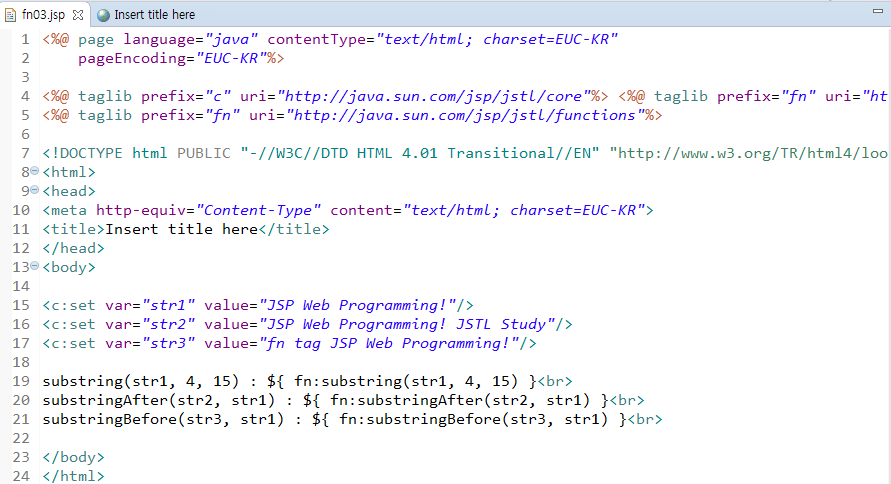 fn03.jsp Insert title here
1 <%@ page language="java" contentType="text/html; charset=EUC-KR"
2 pageEncoding="EUC-KR"%>
3
4 <%@ taglib prefix="c" uri="http://java.sun.com/jsp/jstl/core"%> <%@ taglib prefix="fn" uri="ht
5 <%@ taglib prefix="fn" uri="http://java.sun.com/jsp/jstl/functions"%>
6
7 <!DOCTYPE html PUBLIC "-//W3C//DTD HTML 4.01 Transitional//EN" "http://www.w3.org/TR/html4/loo
8 <html>
9 <head>
10 <meta http-equiv="Content-Type" content="text/html; charset=EUC-KR">
11 <title>Insert title here</title>
12 </head>
13 <body>
14
15 <c:set var="str1" value="JSP Web Programming!"/>
16 <c:set var="str2" value="JSP Web Programming! JSTL Study"/>
17 <c:set var="str3" value="fn tag JSP Web Programming!"/>
18
19 substring(str1, 4, 15) : ${ fn:substring(str1, 4, 15) }<br>
20 substringAfter(str2, str1) : ${ fn:substringAfter(str2, str1) }<br>
21 substringBefore(str3, str1) : ${ fn:substringBefore(str3, str1) }<br>
22
23 </body>
24 </html>